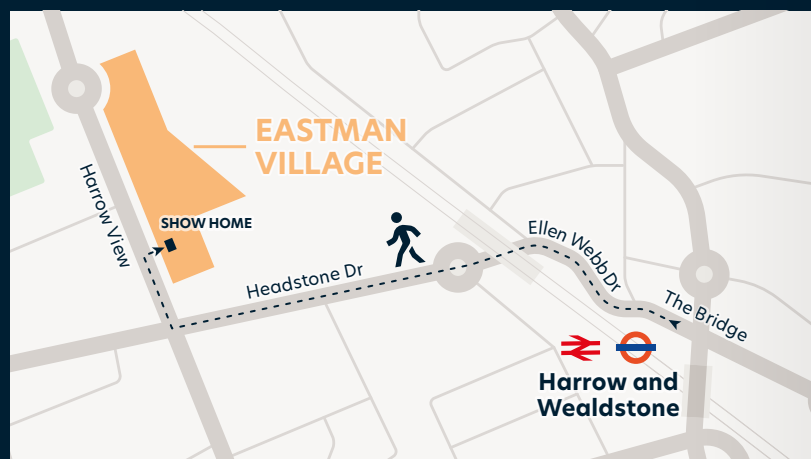 EASTMAN
VILLAGE
Harrow View
SHOW HOME
Headstone Dr
Ellen Webb Dr
The Bridge
Harrow and
Wealdstone